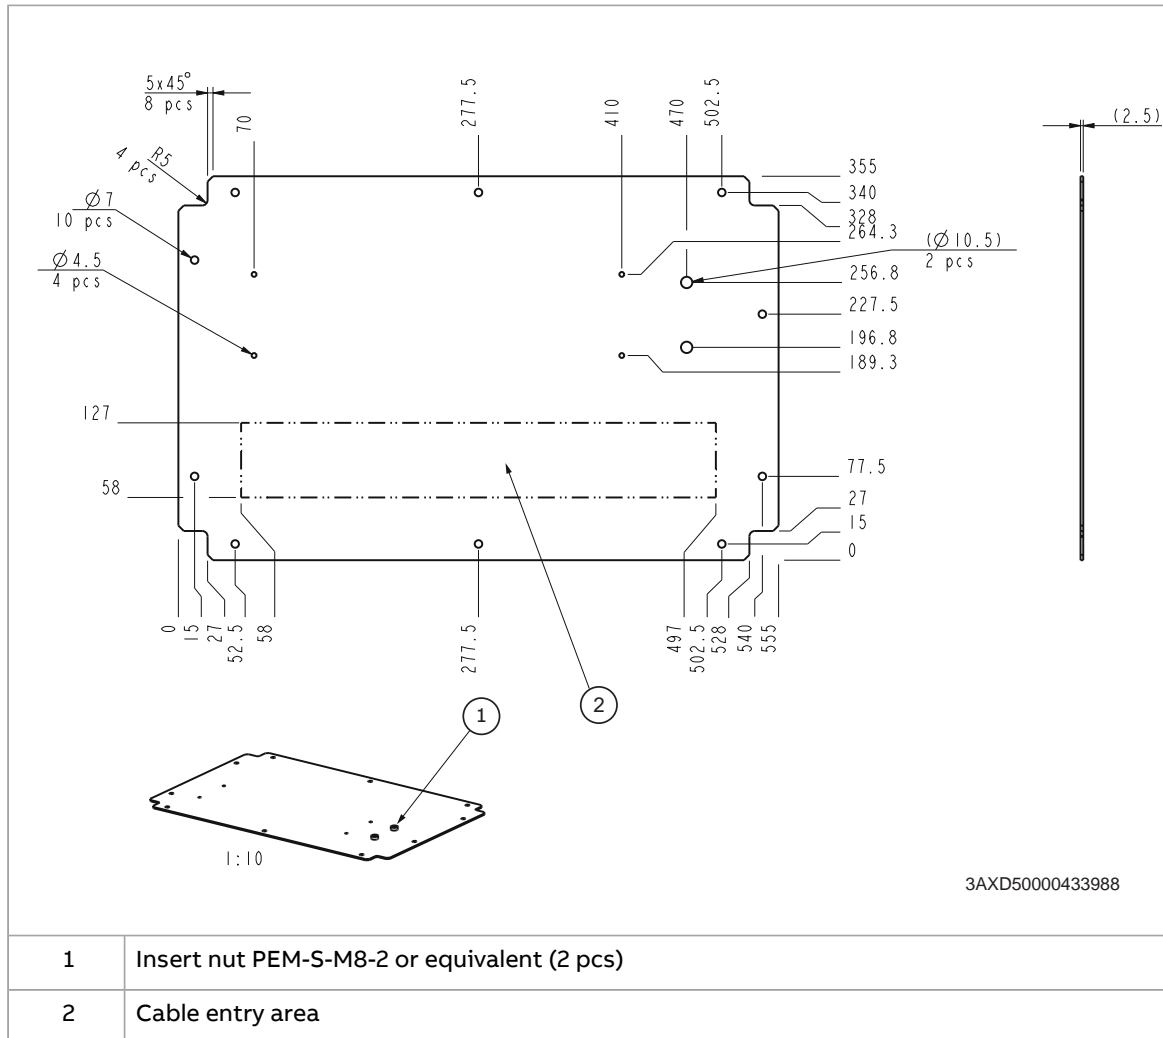 5x45°
8 pcs
70
277.5
410
470
502.5
(2.5)
R5
4 pcs
355
340
328
264.3
Ø7
10 pcs
(Ø10.5)
2 pcs
Ø4.5
4 pcs
256.8
227.5
196.8
189.3
127
77.5
58
27
15
0
0
15
27
52.5
58
277.5
497
502.5
528
540
555
1
2
1:10
3AXD50000433988
1 Insert nut PEM-S-M8-2 or equivalent (2 pcs)
2 Cable entry area